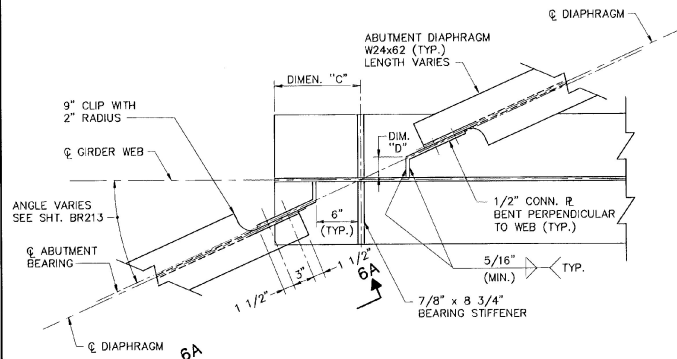 ℄ DIAPHRAGM
ABUTMENT DIAPHRAGM
W24x62 (TYP.)
LENGTH VARIES
DIMEN. "C"
9" CLIP WITH
2" RADIUS
DIM.
"D"
℄ GIRDER WEB
ANGLE VARIES
SEE SHT. BR213
6"
(TYP.)
1/2" CONN. ⅊
BENT PERPENDICULAR
TO WEB (TYP.)
℄ ABUTMENT
BEARING
5/16"
(MIN.)
TYP.
1 1/2"
3"
1 1/2"
6A
7/8" x 8 3/4"
BEARING STIFFENER
℄ DIAPHRAGM
6A